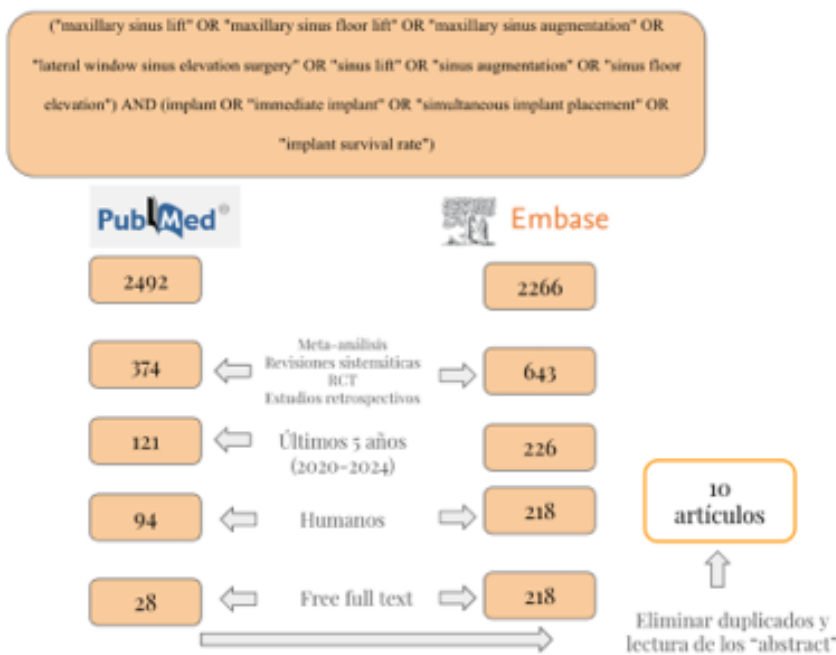 ("maxillary sinus lift" OR "maxillary sinus floor lift" OR "maxillary sinus augmentation" OR
"lateral window sinus elevation surgery" OR "sinus lift" OR "sinus augmentation" OR "sinus floor
elevation") AND (implant OR "immediate implant" OR "simultaneous implant placement" OR
"implant survival rate")
PubMed®
Embase
2492
2266
374
Meta-análisis
Revisiones sistemáticas
RCT
Estudios retrospectivos
643
121
Últimos 5 años
(2020-2024)
226
94
Humanos
218
10
artículos
28
Free full text
218
Eliminar duplicados y
lectura de los "abstract"